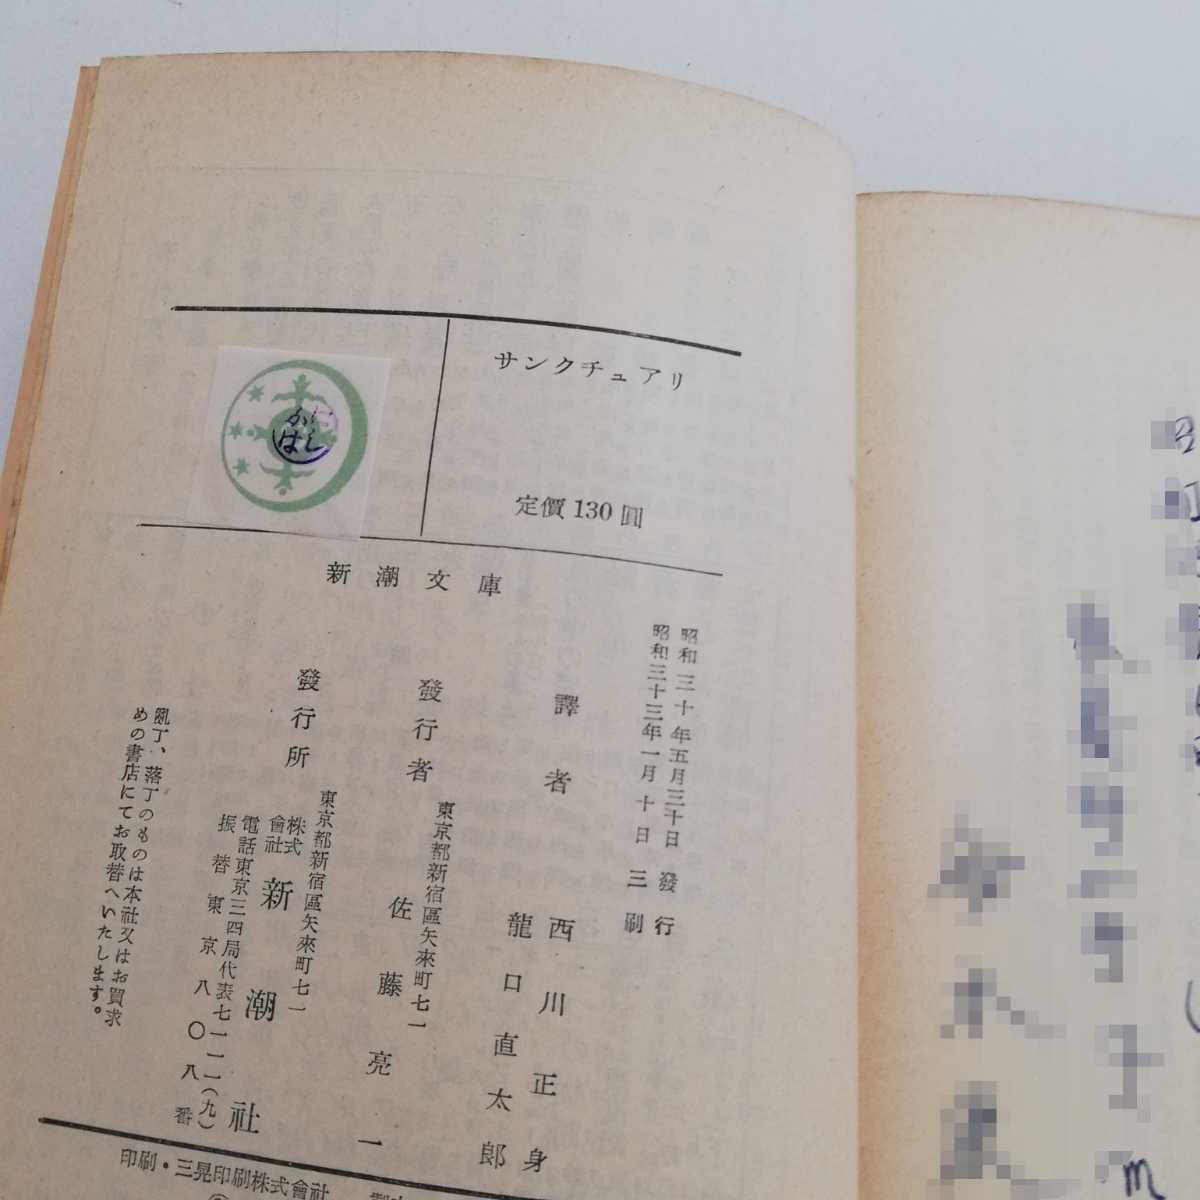 サンクチュアリ
定價 130 圓
かに
はし
新潮文庫
昭和三十年五月三十日 發行
昭和三十三年一月十日 三刷
譯者 西川正身
龍口直太郎
東京都新宿區矢來町七一
發行者 佐藤亮一
東京都新宿區矢來町七一
發行所 株式會社 新潮社
電話東京三四局代表七一一一(九)
振替東京八〇八番
亂丁、落丁のものは本社又はお買求
めの書店にてお取替へいたします。
印刷・三晃印刷株式會社
m